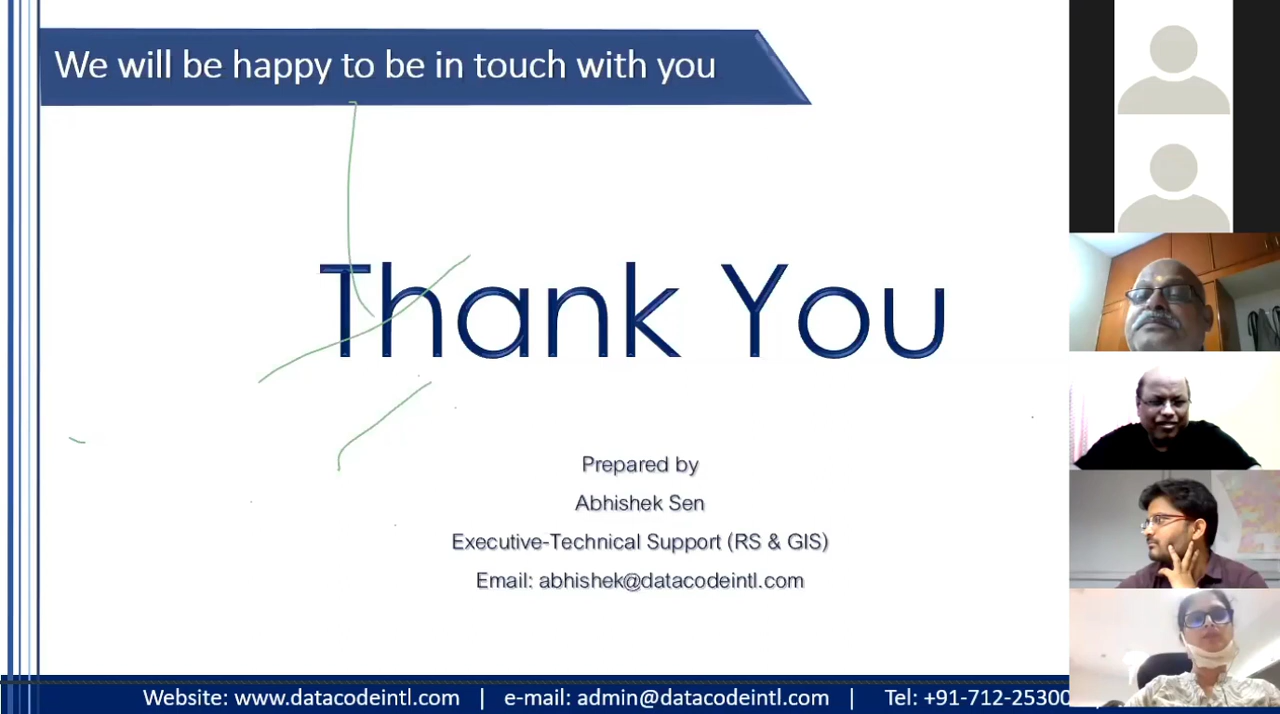 We will be happy to be in touch with you
Thank You
Prepared by
Abhishek Sen
Executive-Technical Support (RS & GIS)
Email: abhishek@datacodeintl.com
Website: www.datacodeintl.com | e-mail: admin@datacodeintl.com | Tel: +91-712-25300